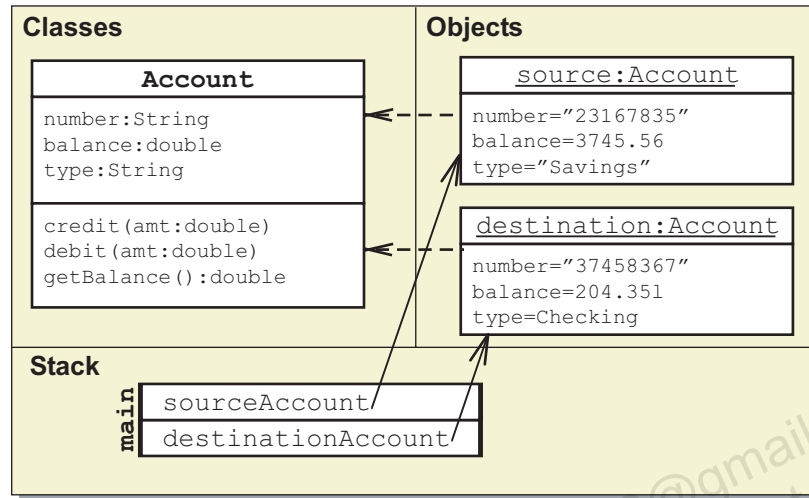 Classes
Account
number:String
balance:double
type:String
credit(amt:double)
debit(amt:double)
getBalance():double
Objects
source:Account
number=”23167835”
balance=3745.56
type=”Savings”
destination:Account
number=”37458367”
balance=204.35l
type=Checking
Stack
main
sourceAccount
destinationAccount
@gmail